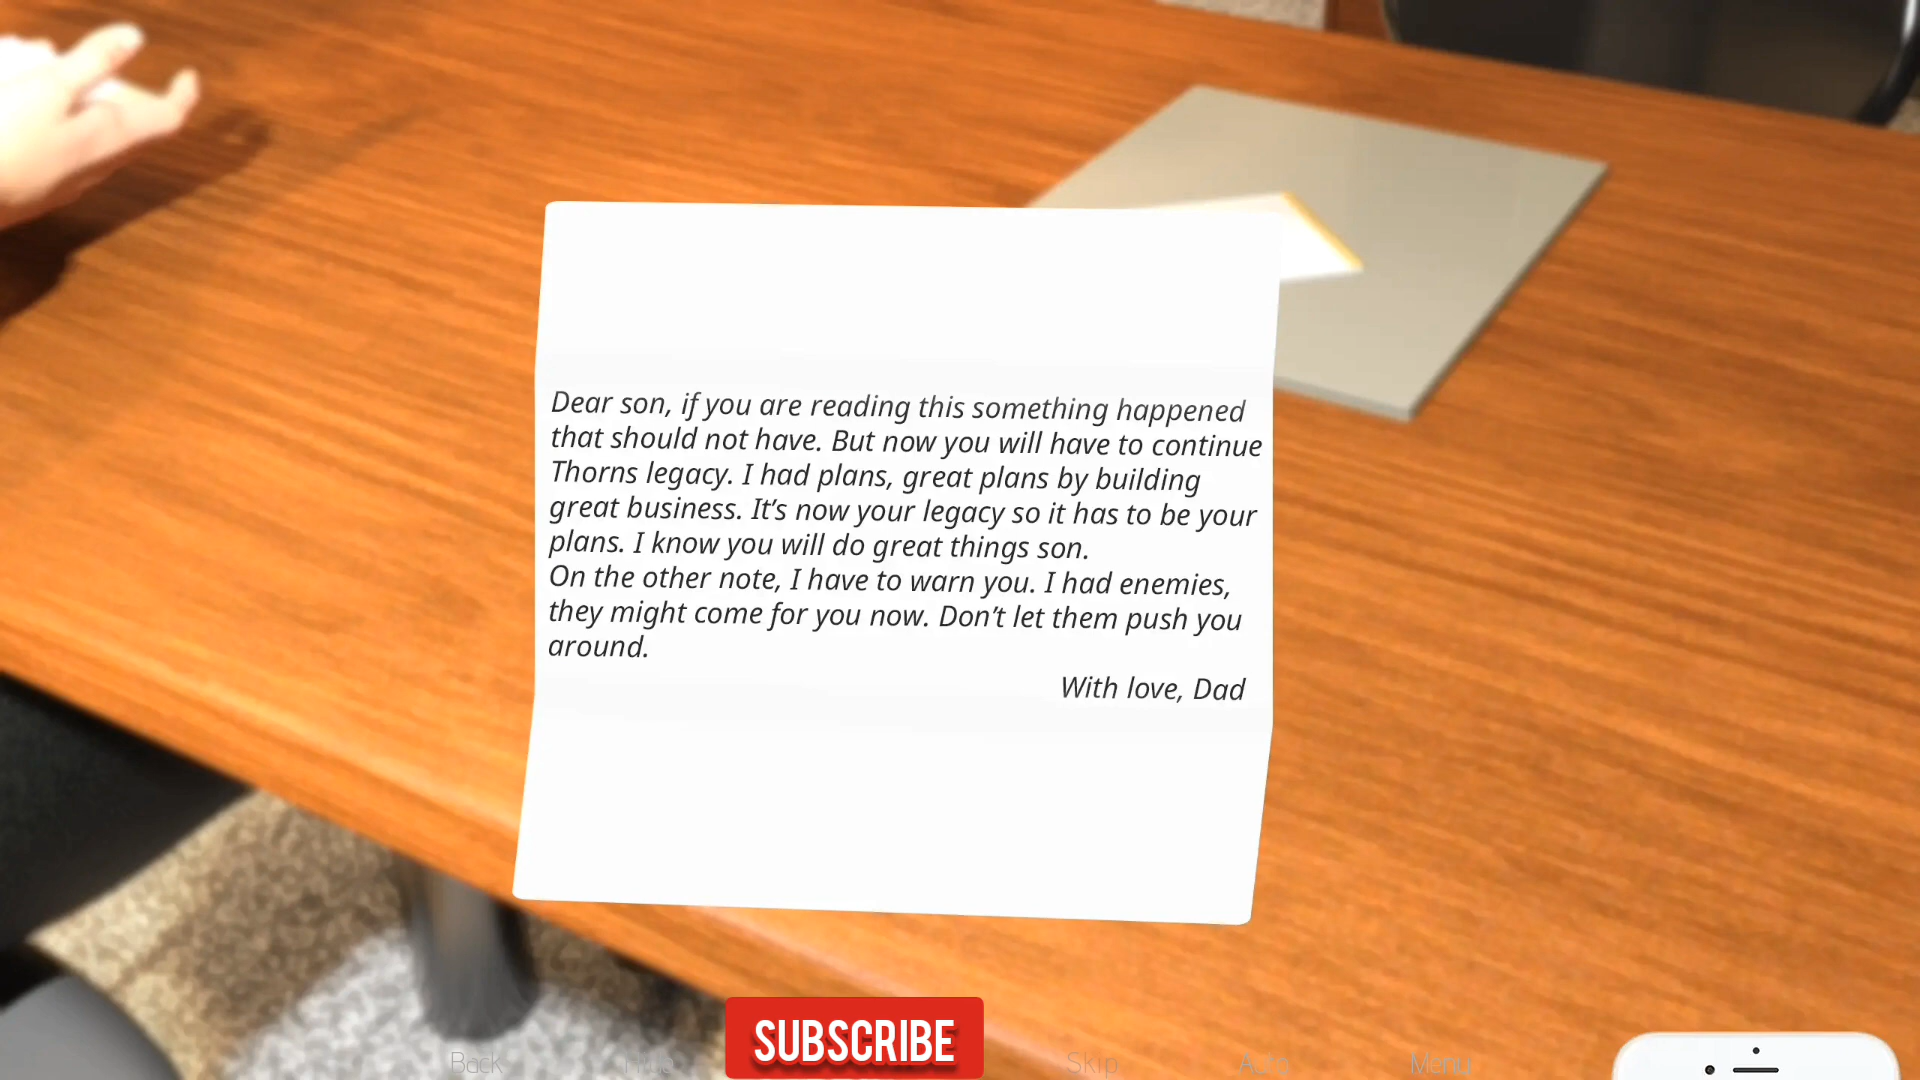 Dear son, if you are reading this something happened
that should not have. But now you will have to continue
Thorns legacy. I had plans, great plans by building
great business. It’s now your legacy so it has to be your
plans. I know you will do great things son.
On the other note, I have to warn you. I had enemies,
they might come for you now. Don’t let them push you
around.
With love, Dad
SUBSCRIBE
Back Skip Auto Menu